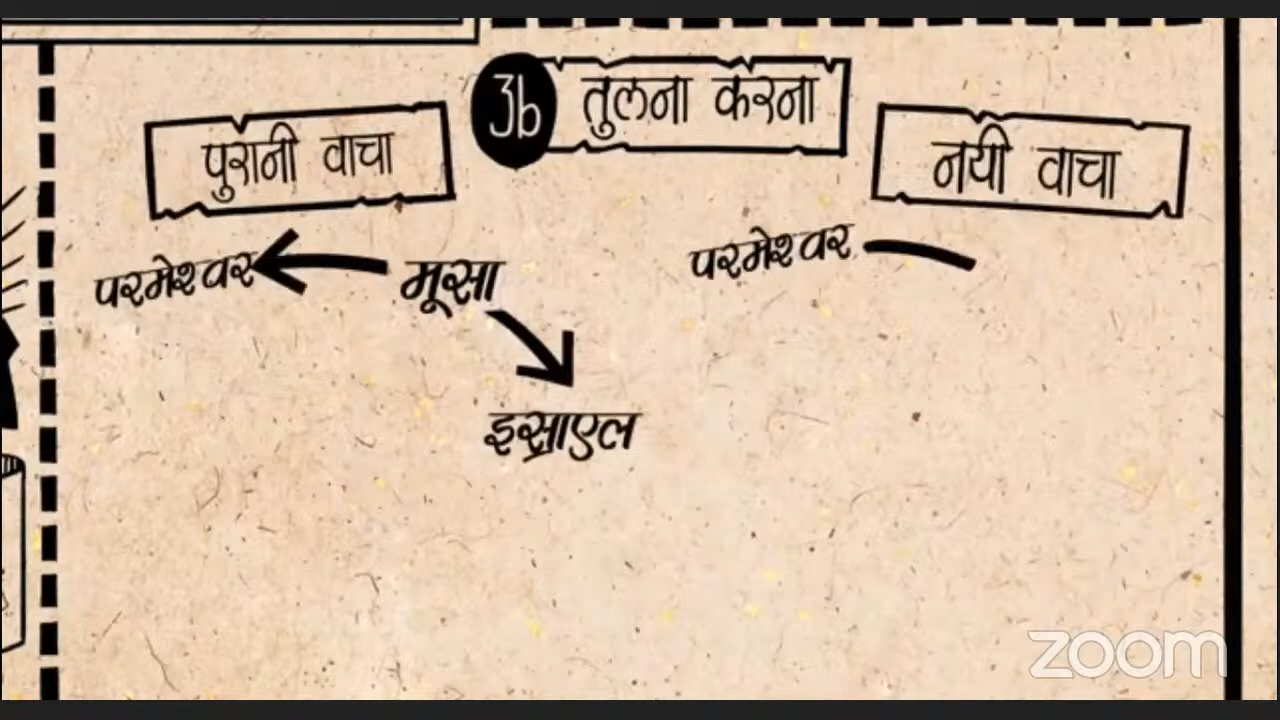 3b तुलना करना
पुरानी वाचा
नयी वाचा
परमेश्वर
मूसा
परमेश्वर
इस्राएल
zoom